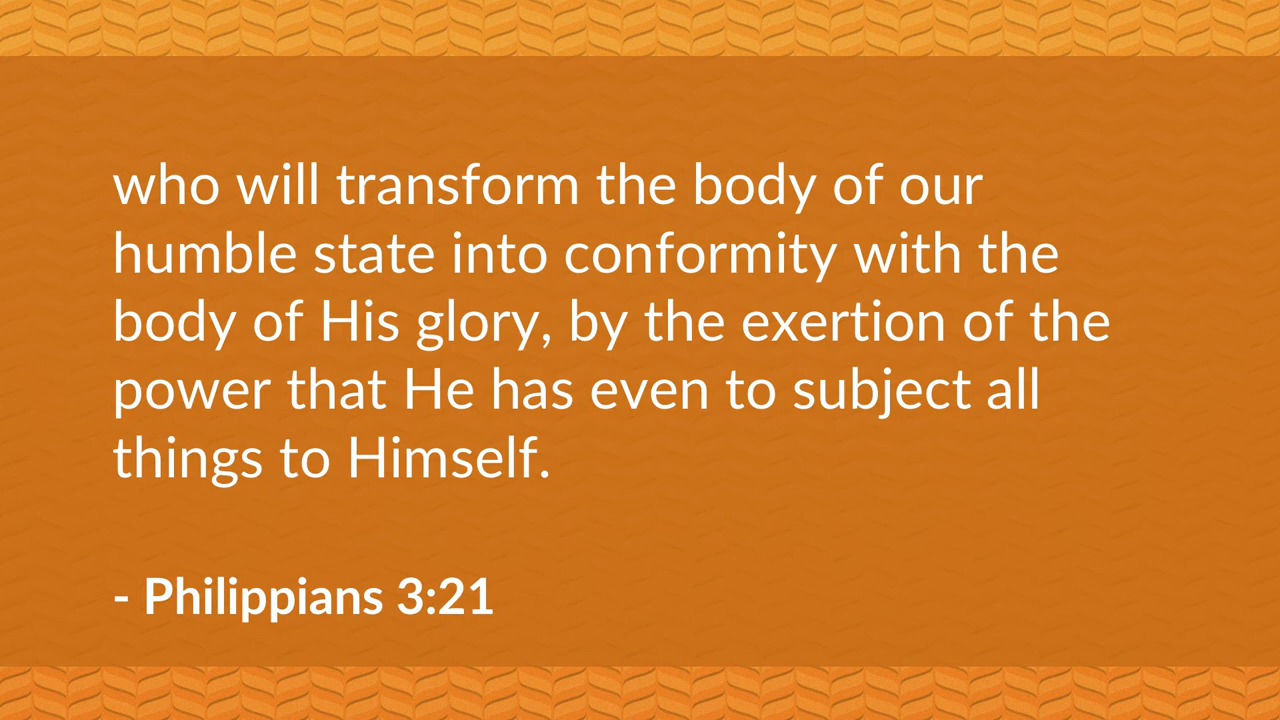 who will transform the body of our
humble state into conformity with the
body of His glory, by the exertion of the
power that He has even to subject all
things to Himself.
- Philippians 3:21